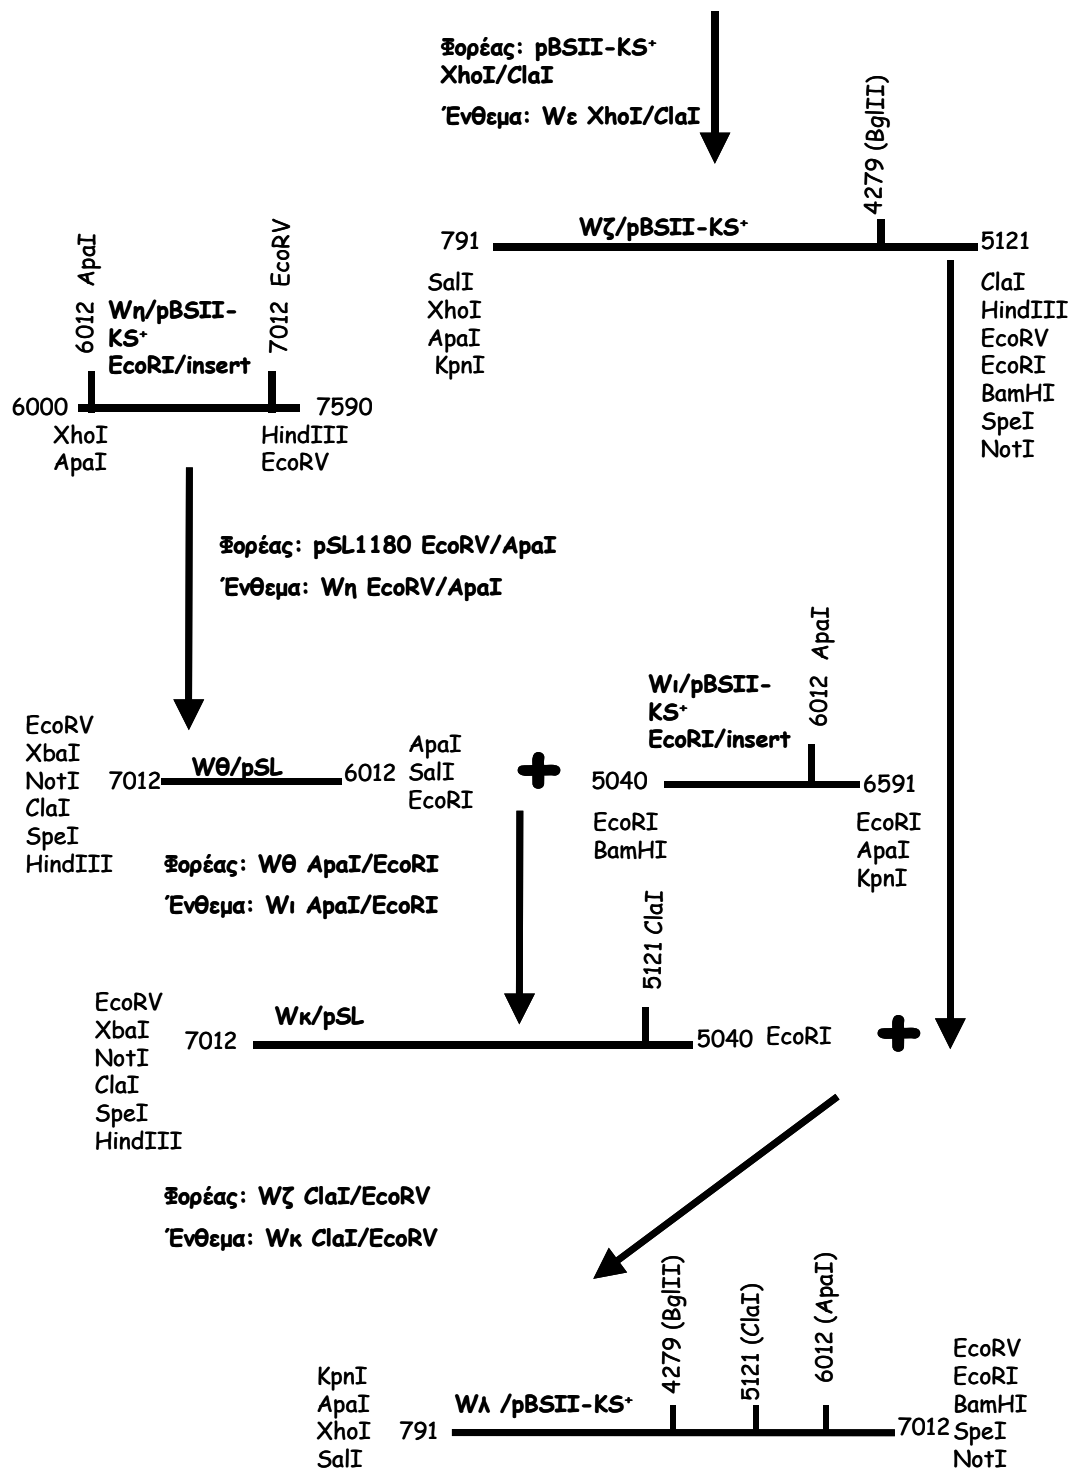 Φορέας: pBSII-KS⁺
XhoI/ClaI
Ένθεμα: Wε XhoI/ClaI
4279 (BglII)
Wζ/pBSII-KS⁺
791
5121
SalI
XhoI
ApaI
KpnI
ClaI
HindIII
EcoRV
EcoRI
BamHI
SpeI
NotI
6012 ApaI
Wη/pBSII-
KS⁺
EcoRI/insert
7012 EcoRV
6000
7590
XhoI
ApaI
HindIII
EcoRV
Φορέας: pSL1180 EcoRV/ApaI
Ένθεμα: Wη EcoRV/ApaI
EcoRV
XbaI
NotI
ClaI
SpeI
HindIII
7012
Wθ/pSL
6012
ApaI
SalI
EcoRI
+
Wι/pBSII-
KS⁺
EcoRI/insert
6012 ApaI
5040
6591
EcoRI
BamHI
EcoRI
ApaI
KpnI
Φορέας: Wθ ApaI/EcoRI
Ένθεμα: Wι ApaI/EcoRI
5121 ClaI
EcoRV
XbaI
NotI
ClaI
SpeI
HindIII
7012
Wκ/pSL
5040 EcoRI
+
Φορέας: Wζ ClaI/EcoRV
Ένθεμα: Wκ ClaI/EcoRV
4279 (BglII)
5121 (ClaI)
6012 (ApaI)
KpnI
ApaI
XhoI
SalI
791
Wλ /pBSII-KS⁺
7012
EcoRV
EcoRI
BamHI
SpeI
NotI